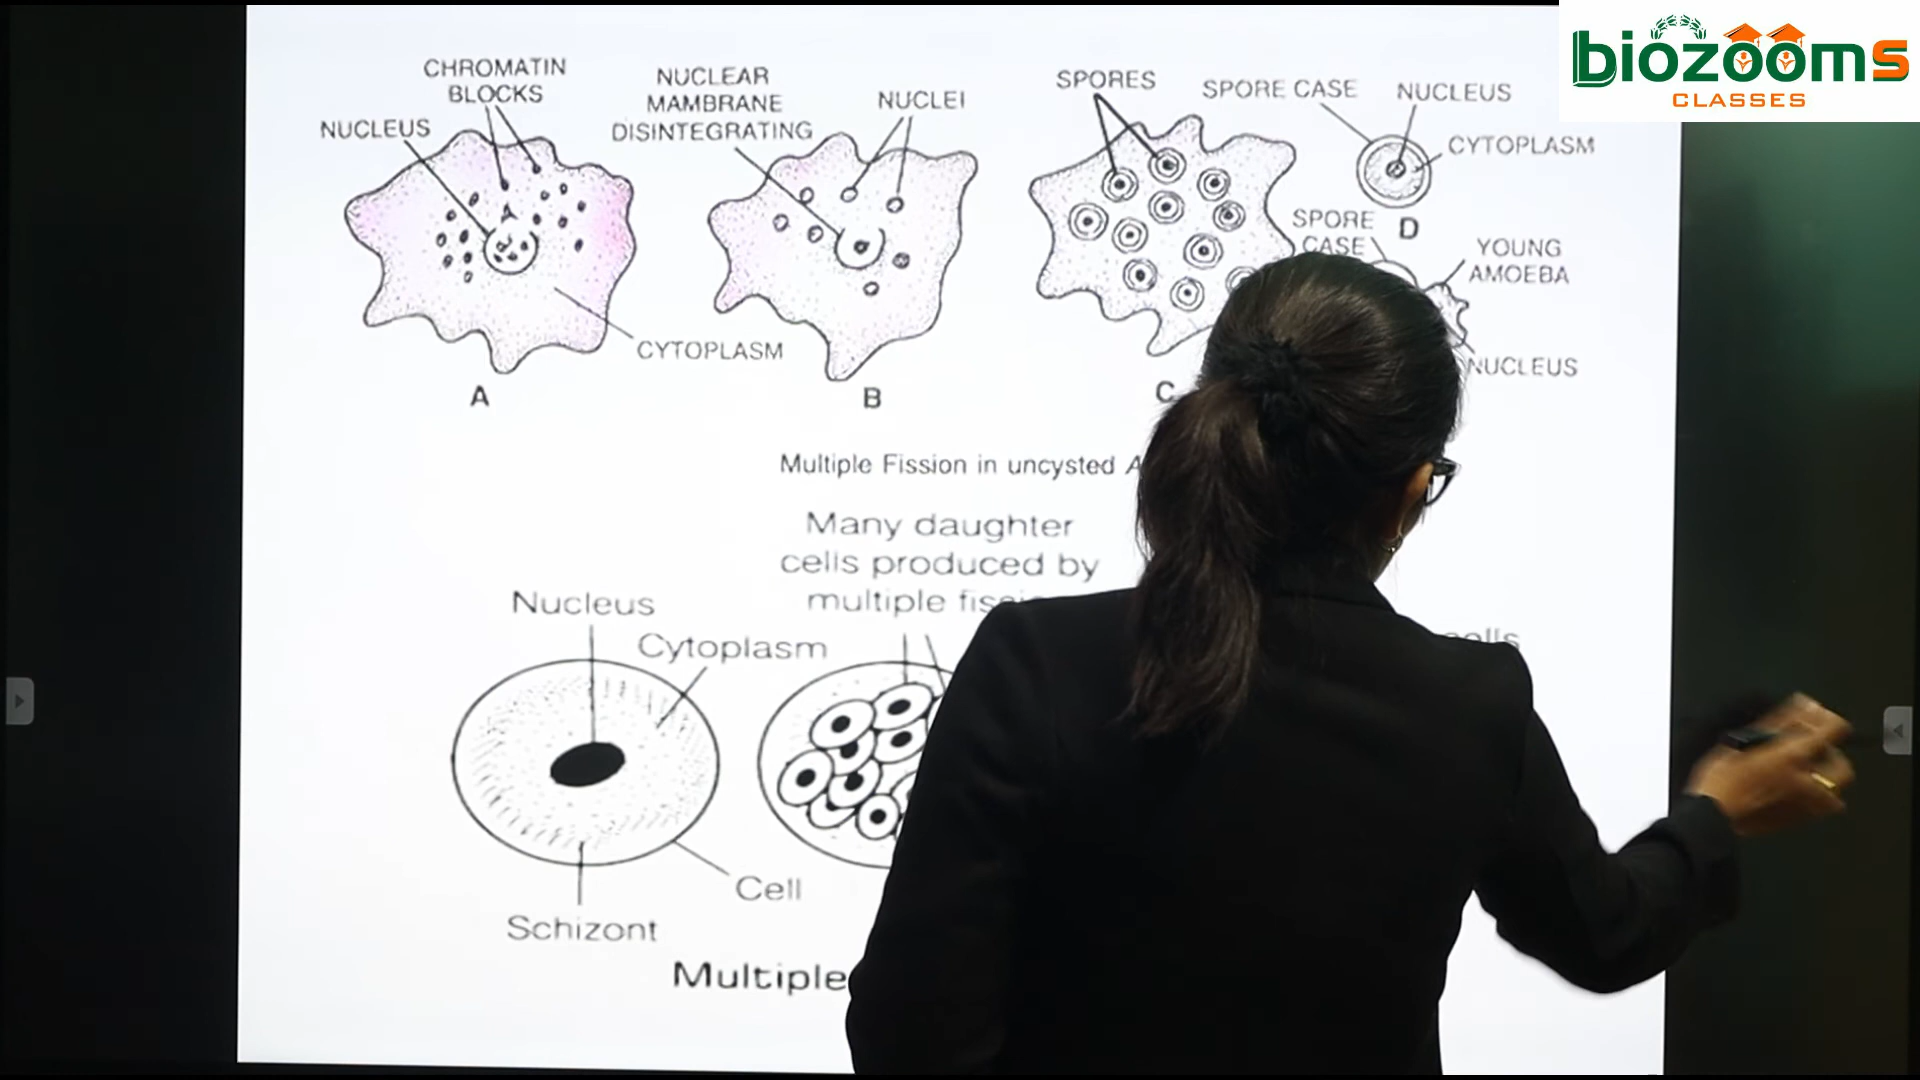 biozooms
CLASSES
CHROMATIN
BLOCKS
NUCLEUS
NUCLEAR
MAMBRANE
DISINTEGRATING
NUCLEI
CYTOPLASM
A
B
SPORES
SPORE CASE
NUCLEUS
CYTOPLASM
D
SPORE
CASE
YOUNG
AMOEBA
NUCLEUS
C
Multiple Fission in uncysted
Many daughter
cells produced by
multiple
Nucleus
Cytoplasm
Cell
Schizont
Multiple